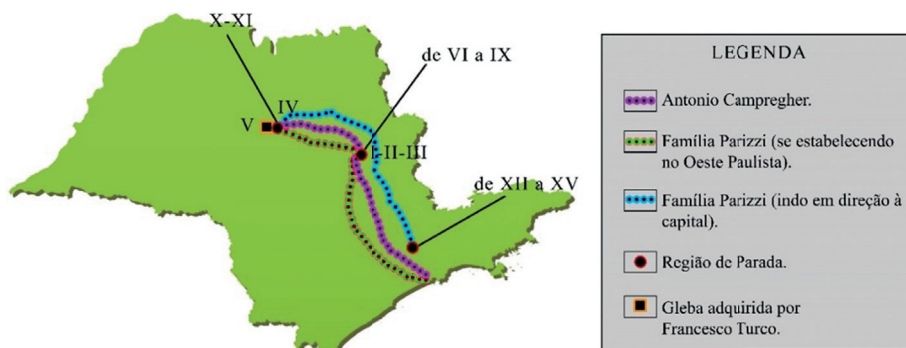 X-XI
de VI a IX
IV
V
I-II-III
de XII a XV
LEGENDA
Antonio Campregher.
Família Parizzi (se estabelecendo
no Oeste Paulista).
Família Parizzi (indo em direção à
capital).
Região de Parada.
Gleba adquirida por
Francesco Turco.